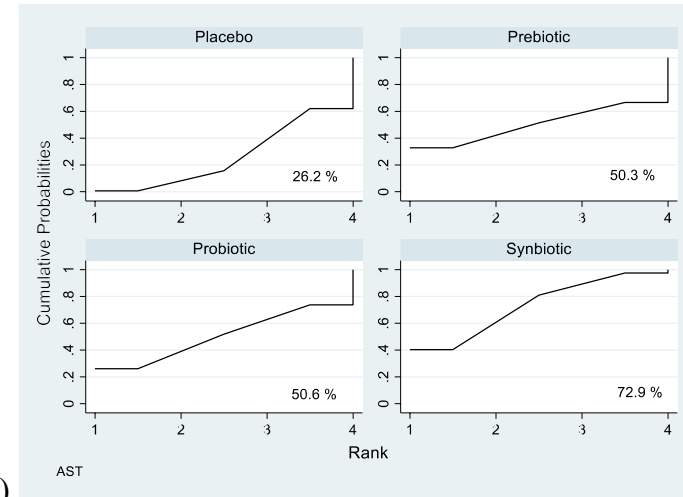 Placebo
Prebiotic
0 .2 .4 .6 .8 1
26.2 %
1 2 3 4
0 .2 .4 .6 .8 1
50.3 %
1 2 3 4
Probiotic
Synbiotic
0 .2 .4 .6 .8 1
50.6 %
1 2 3 4
0 .2 .4 .6 .8 1
72.9 %
1 2 3 4
Cumulative Probabilities
Rank
AST
)